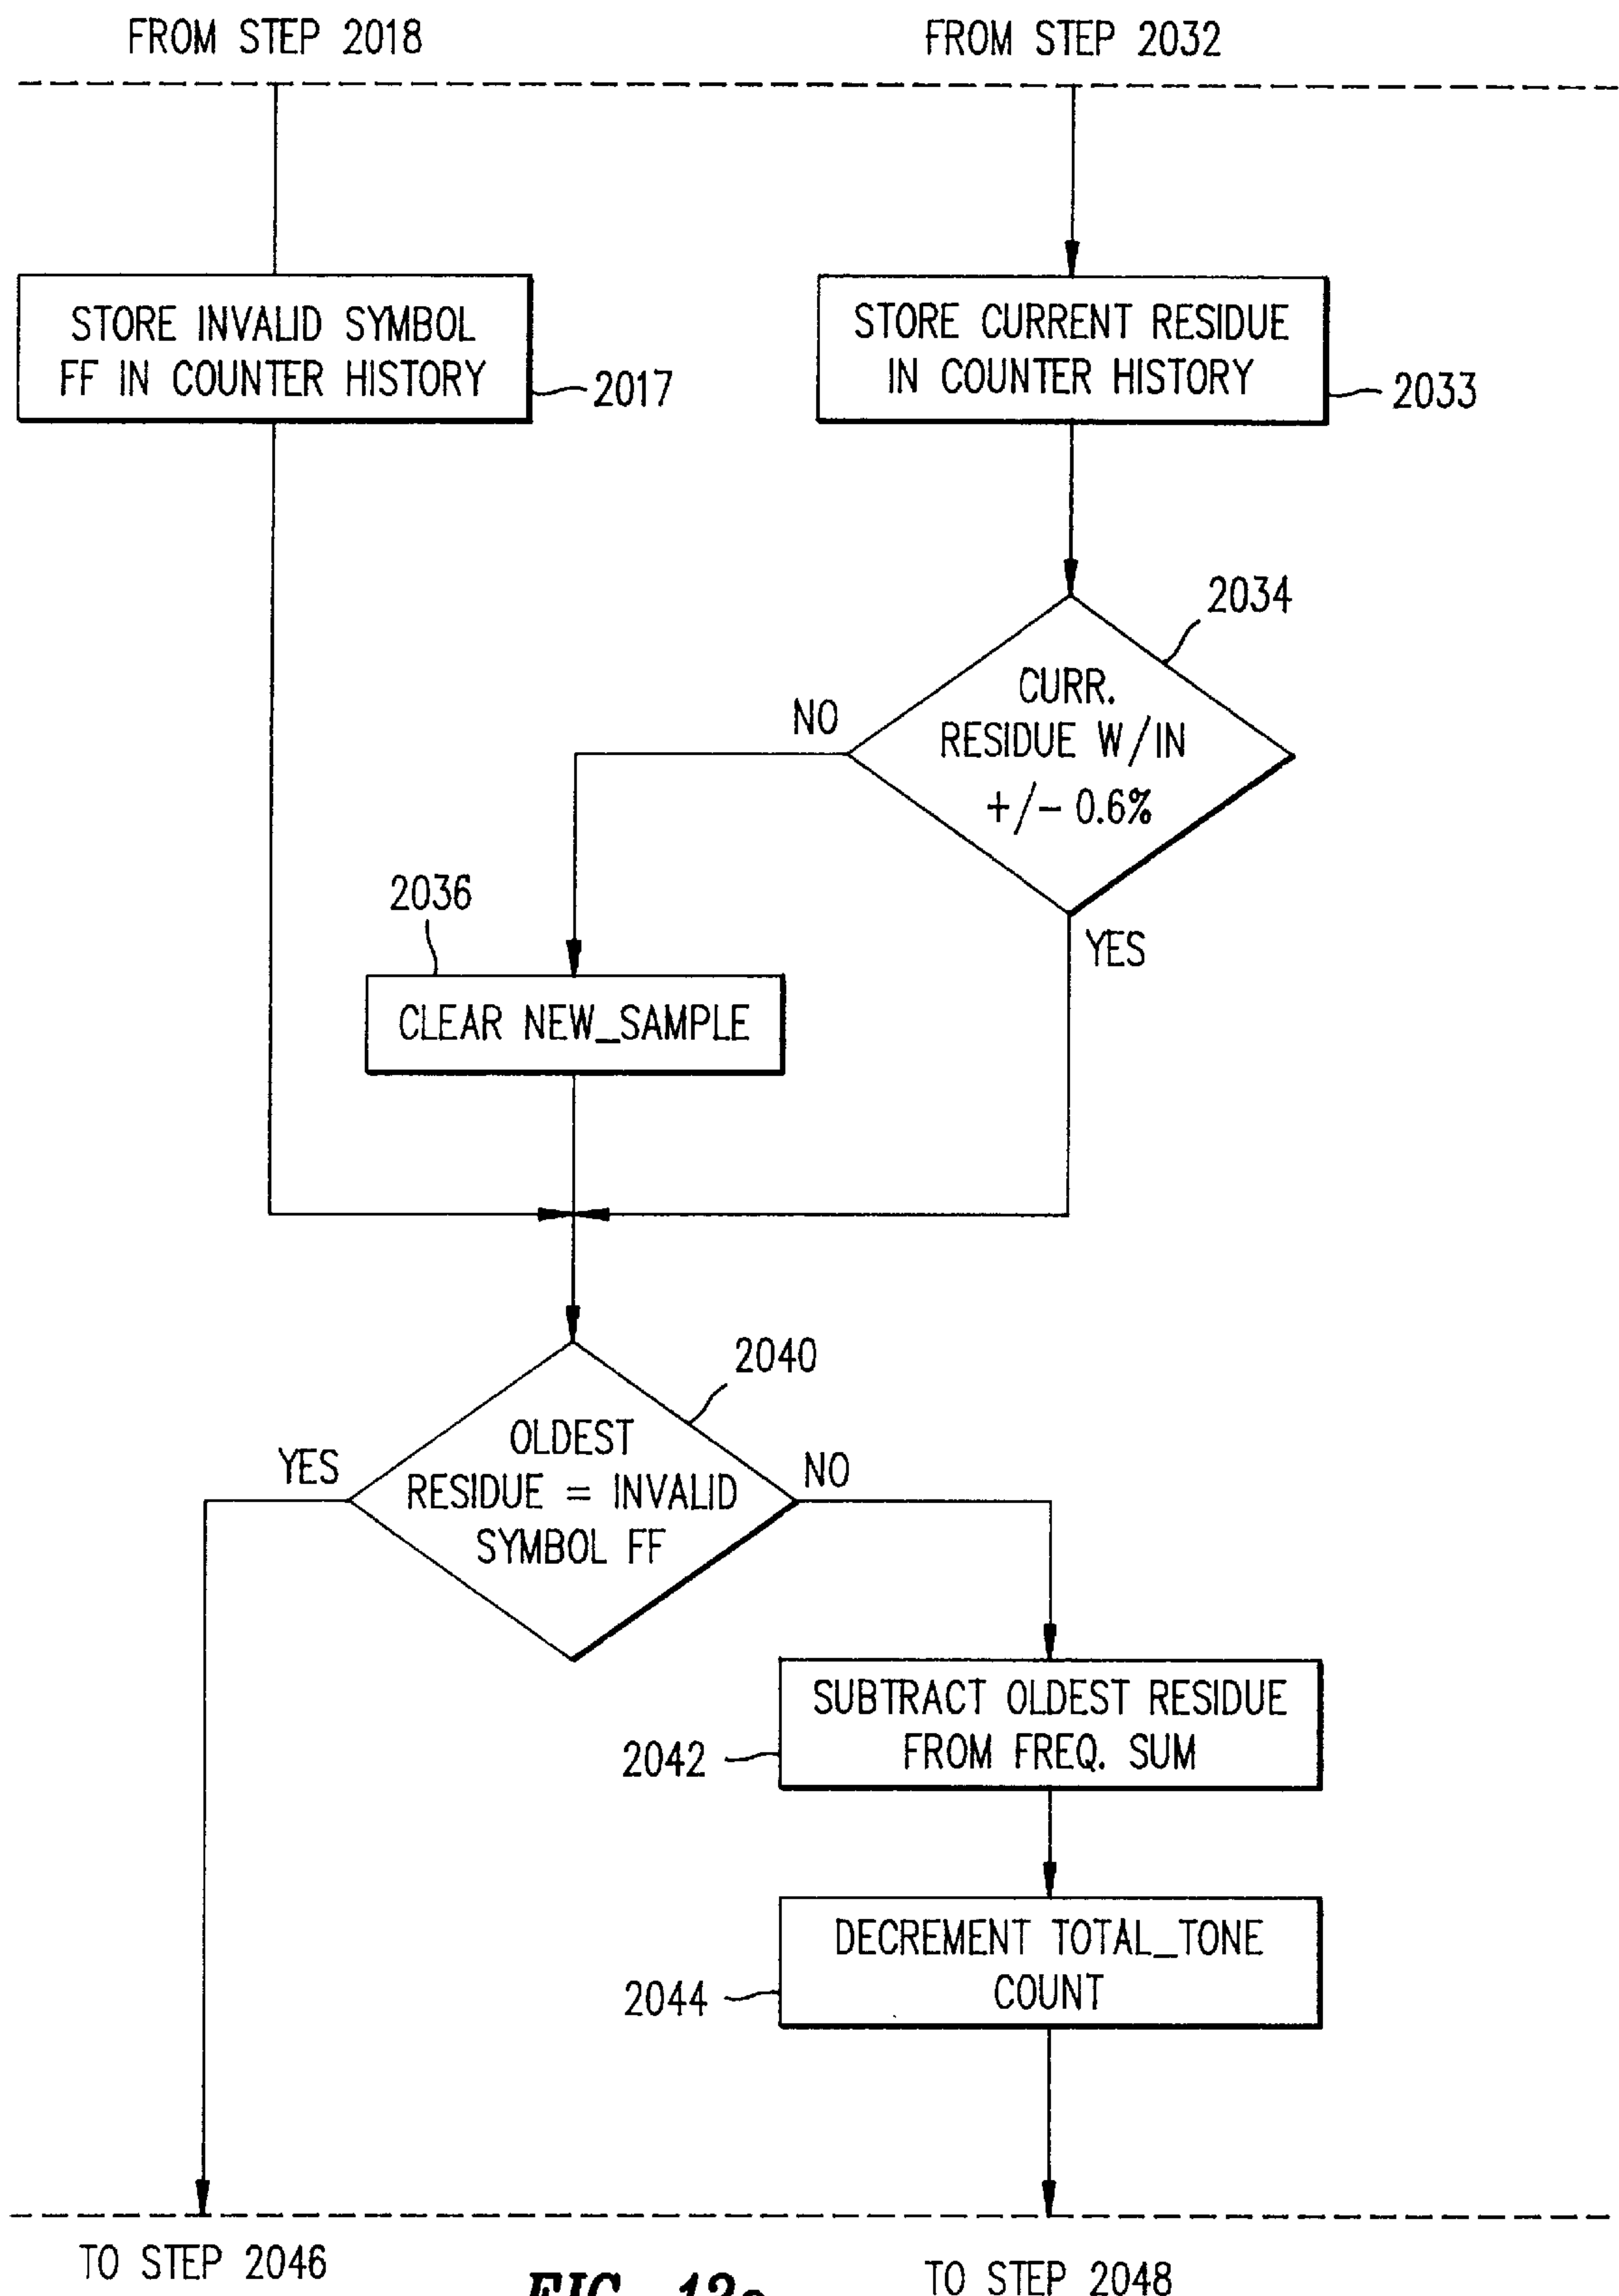 FROM STEP 2018
FROM STEP 2032
STORE INVALID SYMBOL
FF IN COUNTER HISTORY
2017
STORE CURRENT RESIDUE
IN COUNTER HISTORY
2033
2034
CURR.
RESIDUE W/IN
+/- 0.6%
NO
YES
2036
CLEAR NEW_SAMPLE
2040
OLDEST
RESIDUE = INVALID
SYMBOL FF
YES
NO
SUBTRACT OLDEST RESIDUE
FROM FREQ. SUM
2042
DECREMENT TOTAL_TONE
COUNT
2044
TO STEP 2046
TO STEP 2048